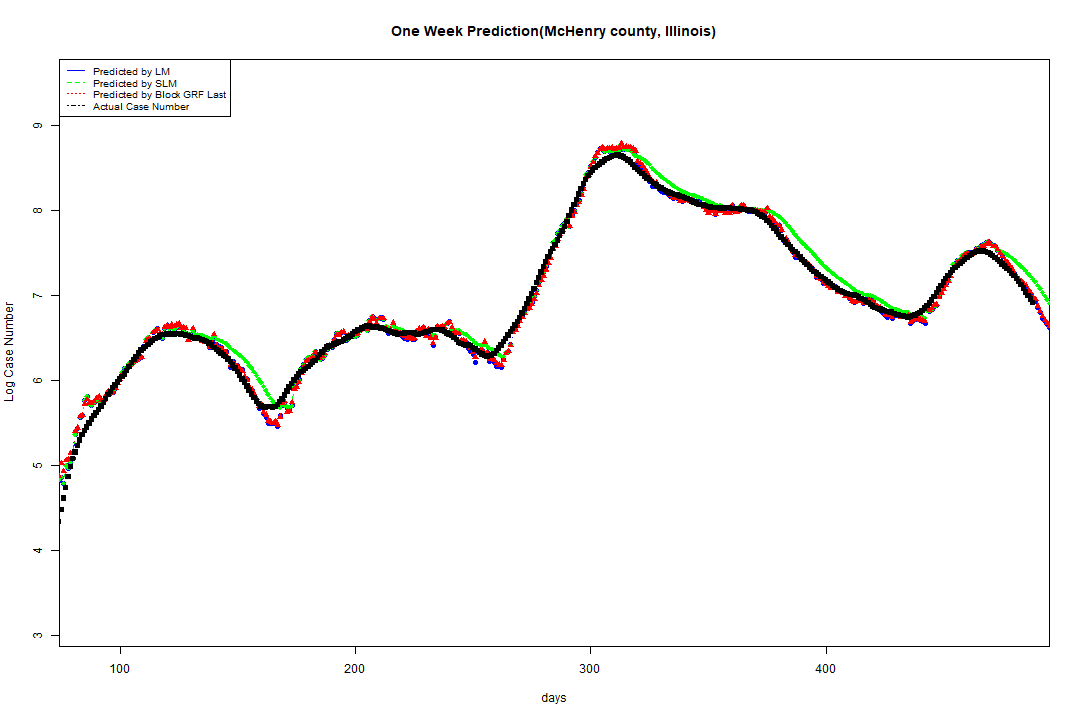 One Week Prediction(McHenry county, Illinois)
Predicted by LM
Predicted by SLM
Predicted by Block GRF Last
Actual Case Number
9
8
7
6
5
4
3
Log Case Number
100 200 300 400
days